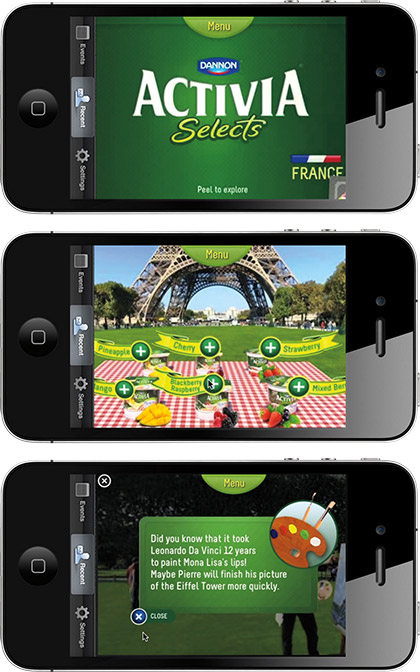 Menu
DANNON
ACTIVIA
Selects
FRANCE
Peel to explore
Events
Recent
Settings
Menu
Pineapple
Cherry
Strawberry
ango
Blackberry
Raspberry
Mixed Ber
ACTIVIA
Events
Recent
Settings
Menu
Did you know that it took
Leonardo Da Vinci 12 years
to paint Mona Lisa's lips!
Maybe Pierre will finish his picture
of the Eiffel Tower more quickly.
CLOSE
Events
Recent
Settings